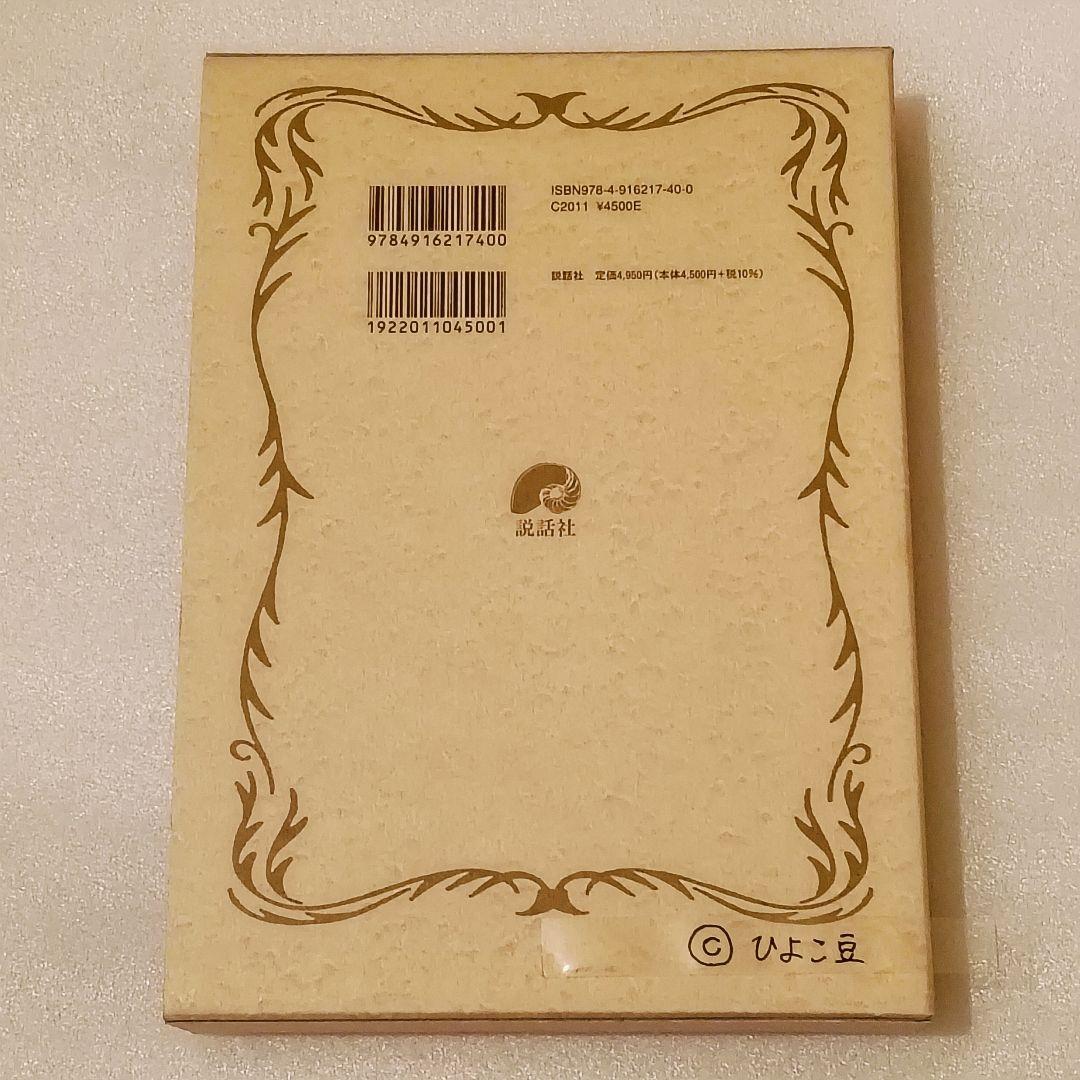 ISBN978-4-916217-40-0
C2011 ¥4500E
9784916217400
説話社 定価4,950円(本体4,500円+税10%)
1922011045001
説話社
© ひよこ豆